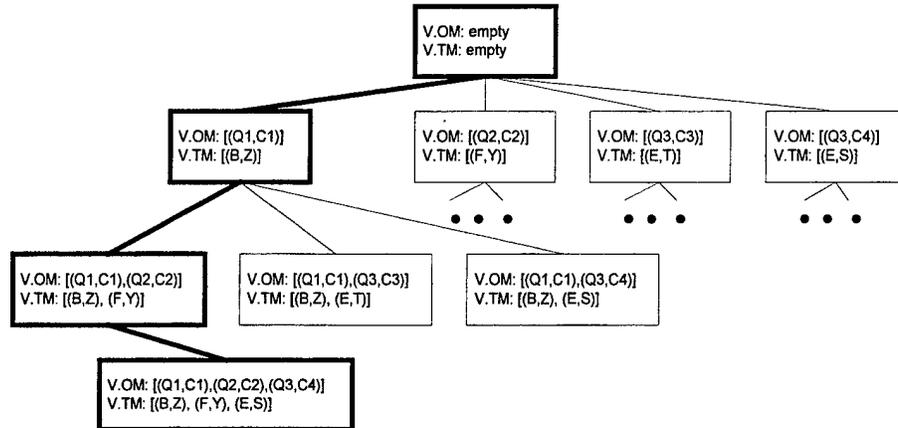 V.OM: empty
V.TM: empty
V.OM: [(Q1,C1)]
V.TM: [(B,Z)]
V.OM: [(Q2,C2)]
V.TM: [(F,Y)]
V.OM: [(Q3,C3)]
V.TM: [(E,T)]
V.OM: [(Q3,C4)]
V.TM: [(E,S)]
V.OM: [(Q1,C1),(Q2,C2)]
V.TM: [(B,Z), (F,Y)]
V.OM: [(Q1,C1),(Q3,C3)]
V.TM: [(B,Z), (E,T)]
V.OM: [(Q1,C1),(Q3,C4)]
V.TM: [(B,Z), (E,S)]
V.OM: [(Q1,C1),(Q2,C2),(Q3,C4)]
V.TM: [(B,Z), (F,Y), (E,S)]